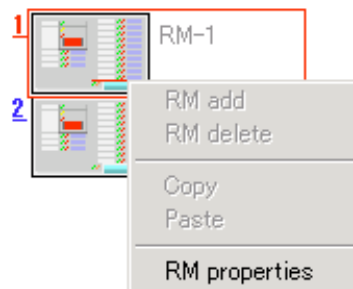 1
RM-1
2
RM add
RM delete
Copy
Paste
RM properties